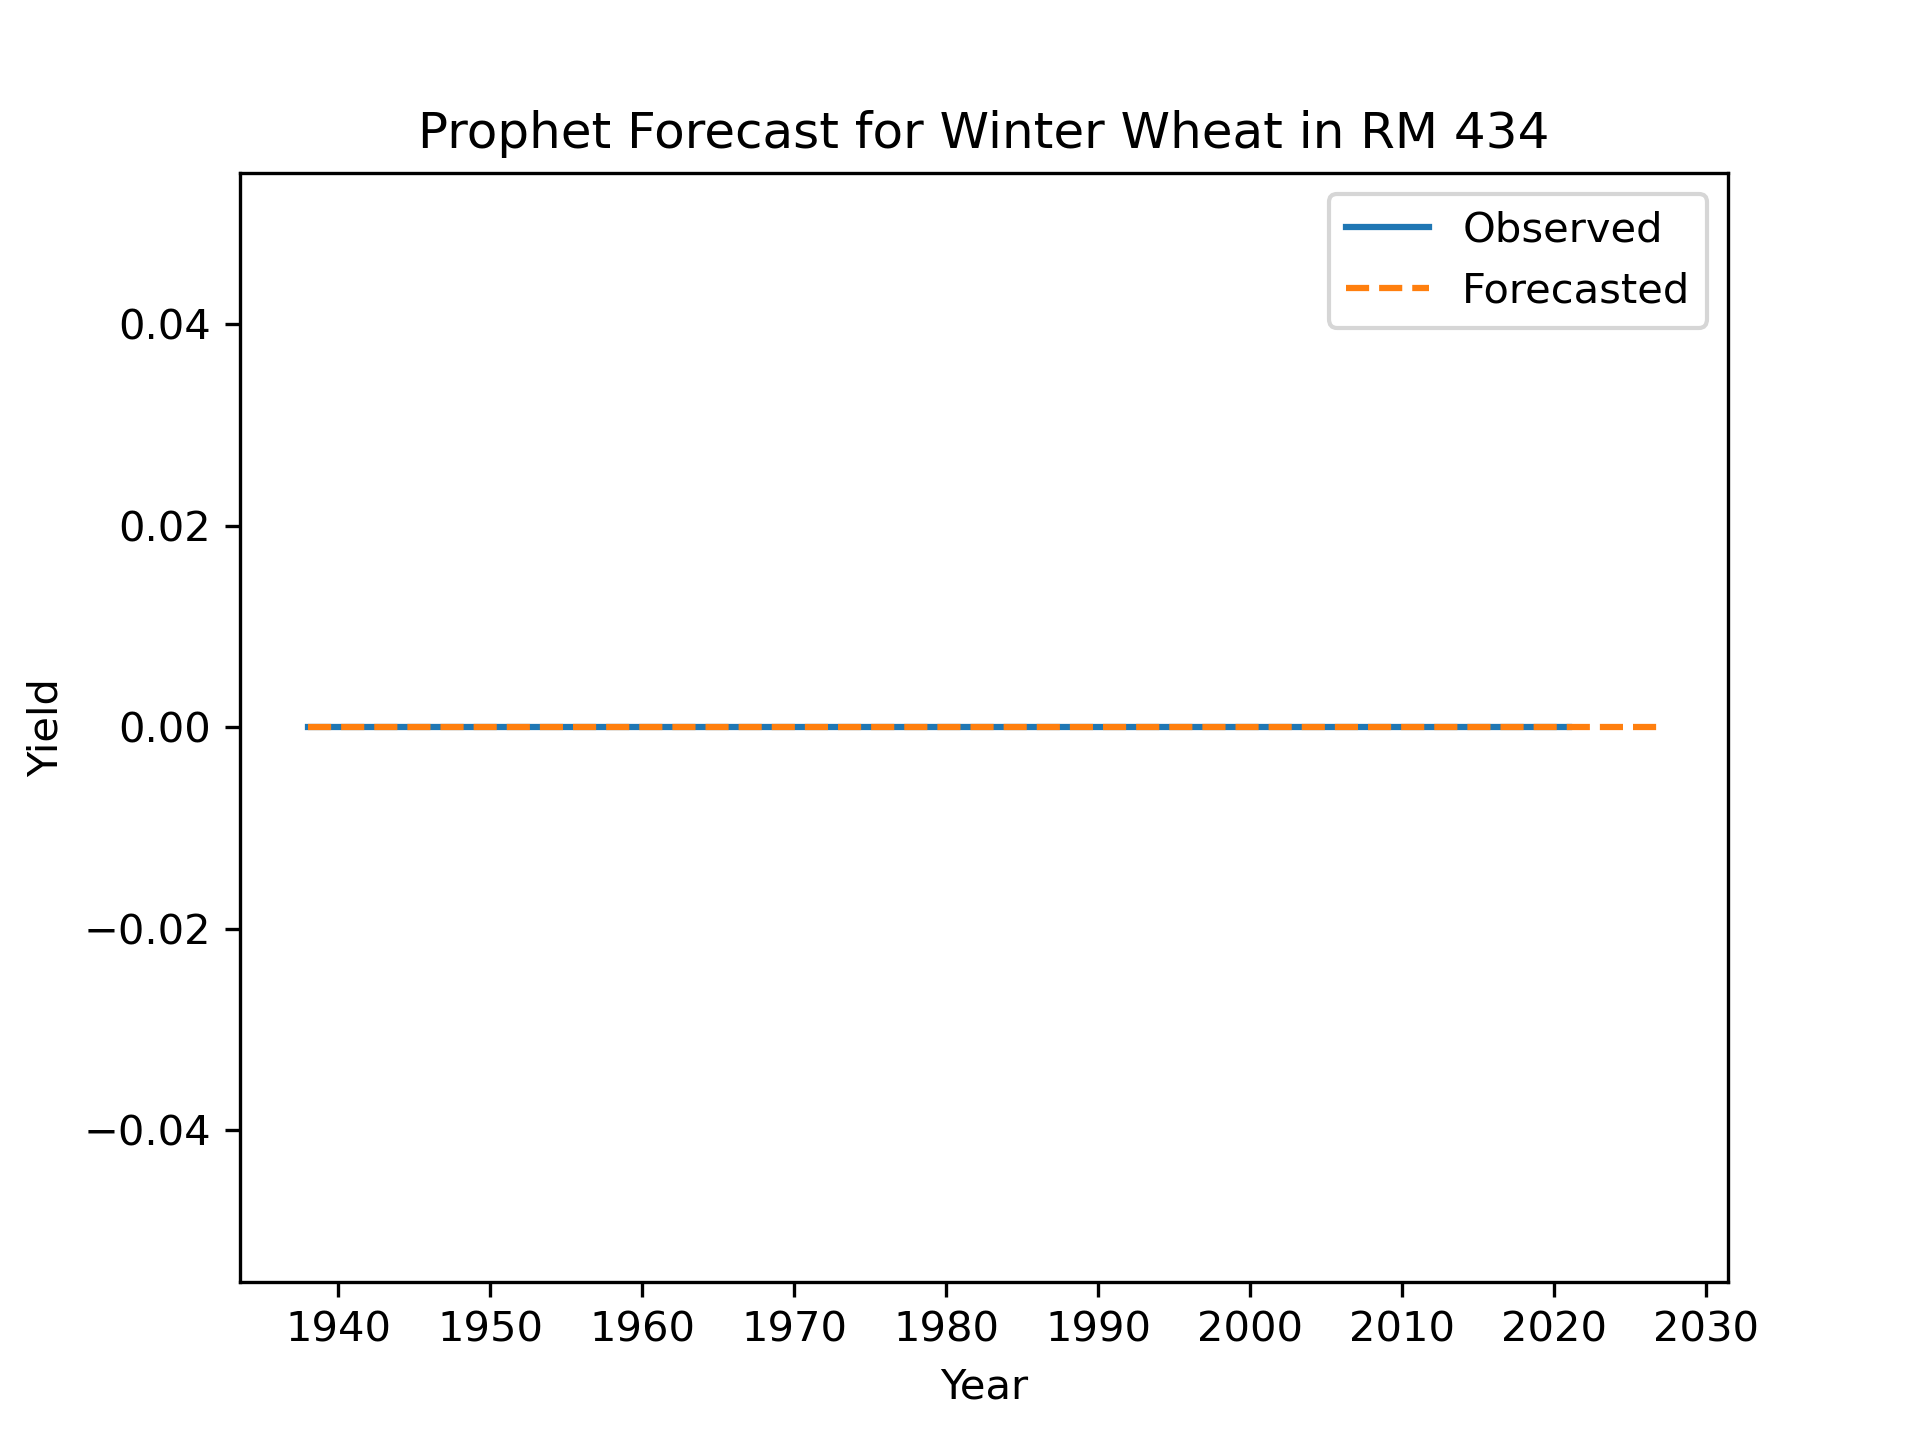 Prophet Forecast for Winter Wheat in RM 434
Observed
Forecasted
0.04
0.02
0.00
−0.02
−0.04
Yield
1940 1950 1960 1970 1980 1990 2000 2010 2020 2030
Year